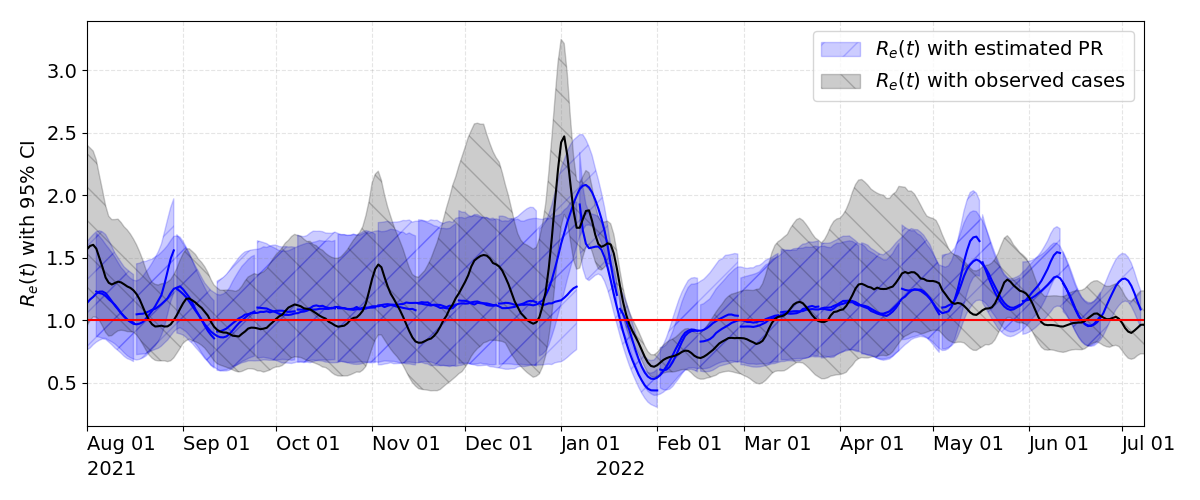 R_e(t) with 95% CI
3.0
2.5
2.0
1.5
1.0
0.5
R_e(t) with estimated PR
R_e(t) with observed cases
Aug 01 Sep 01 Oct 01 Nov 01 Dec 01 Jan 01 Feb 01 Mar 01 Apr 01 May 01 Jun 01 Jul 01
2021 2022